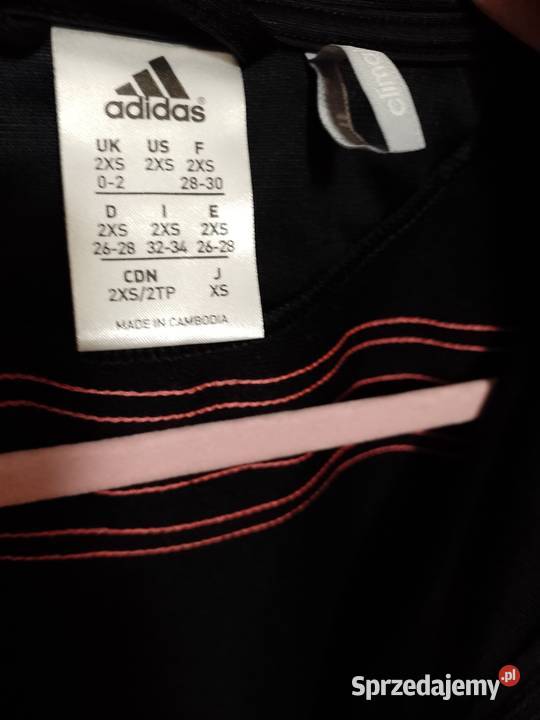 adidas®
UK US F
2XS 2XS 2XS
0-2 28-30
D I E
2XS 2XS 2XS
26-28 32-34 26-28
CDN J
2XS/2TP XS
MADE IN CAMBODIA
clima
Sprzedajemy.pl